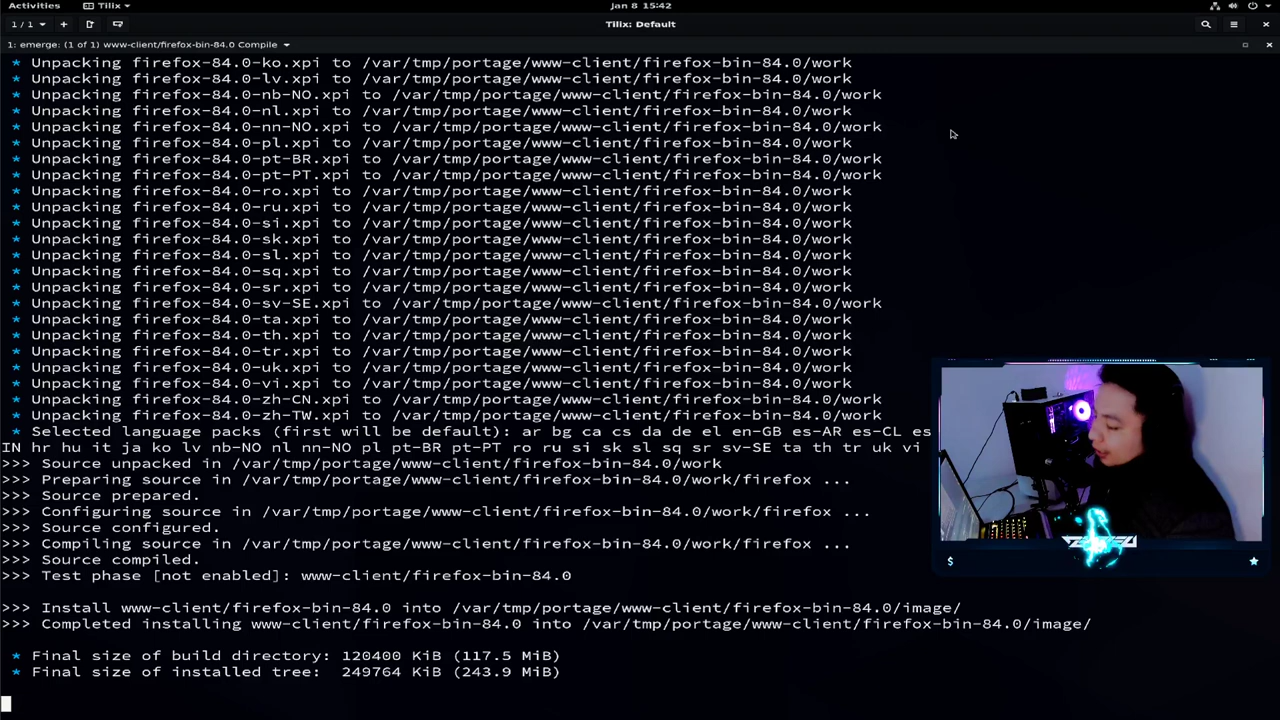 Activities
Tilix
Jan 8 15:42
1 / 1
Tilix: Default
1: emerge: (1 of 1) www-client/firefox-bin-84.0 Compile
* Unpacking firefox-84.0-ko.xpi to /var/tmp/portage/www-client/firefox-bin-84.0/work
* Unpacking firefox-84.0-lv.xpi to /var/tmp/portage/www-client/firefox-bin-84.0/work
* Unpacking firefox-84.0-nb-NO.xpi to /var/tmp/portage/www-client/firefox-bin-84.0/work
* Unpacking firefox-84.0-nl.xpi to /var/tmp/portage/www-client/firefox-bin-84.0/work
* Unpacking firefox-84.0-nn-NO.xpi to /var/tmp/portage/www-client/firefox-bin-84.0/work
* Unpacking firefox-84.0-pl.xpi to /var/tmp/portage/www-client/firefox-bin-84.0/work
* Unpacking firefox-84.0-pt-BR.xpi to /var/tmp/portage/www-client/firefox-bin-84.0/work
* Unpacking firefox-84.0-pt-PT.xpi to /var/tmp/portage/www-client/firefox-bin-84.0/work
* Unpacking firefox-84.0-ro.xpi to /var/tmp/portage/www-client/firefox-bin-84.0/work
* Unpacking firefox-84.0-ru.xpi to /var/tmp/portage/www-client/firefox-bin-84.0/work
* Unpacking firefox-84.0-si.xpi to /var/tmp/portage/www-client/firefox-bin-84.0/work
* Unpacking firefox-84.0-sk.xpi to /var/tmp/portage/www-client/firefox-bin-84.0/work
* Unpacking firefox-84.0-sl.xpi to /var/tmp/portage/www-client/firefox-bin-84.0/work
* Unpacking firefox-84.0-sq.xpi to /var/tmp/portage/www-client/firefox-bin-84.0/work
* Unpacking firefox-84.0-sr.xpi to /var/tmp/portage/www-client/firefox-bin-84.0/work
* Unpacking firefox-84.0-sv-SE.xpi to /var/tmp/portage/www-client/firefox-bin-84.0/work
* Unpacking firefox-84.0-ta.xpi to /var/tmp/portage/www-client/firefox-bin-84.0/work
* Unpacking firefox-84.0-th.xpi to /var/tmp/portage/www-client/firefox-bin-84.0/work
* Unpacking firefox-84.0-tr.xpi to /var/tmp/portage/www-client/firefox-bin-84.0/work
* Unpacking firefox-84.0-uk.xpi to /var/tmp/portage/www-client/firefox-bin-84.0/work
* Unpacking firefox-84.0-vi.xpi to /var/tmp/portage/www-client/firefox-bin-84.0/work
* Unpacking firefox-84.0-zh-CN.xpi to /var/tmp/portage/www-client/firefox-bin-84.0/work
* Unpacking firefox-84.0-zh-TW.xpi to /var/tmp/portage/www-client/firefox-bin-84.0/work
* Selected language packs (first will be default): ar bg ca cs da de el en-GB es-AR es-CL es
IN hr hu it ja ko lv nb-NO nl nn-NO pl pt-BR pt-PT ro ru si sk sl sq sr sv-SE ta th tr uk vi
>>> Source unpacked in /var/tmp/portage/www-client/firefox-bin-84.0/work
>>> Preparing source in /var/tmp/portage/www-client/firefox-bin-84.0/work/firefox ...
>>> Source prepared.
>>> Configuring source in /var/tmp/portage/www-client/firefox-bin-84.0/work/firefox ...
>>> Source configured.
>>> Compiling source in /var/tmp/portage/www-client/firefox-bin-84.0/work/firefox ...
>>> Source compiled.
>>> Test phase [not enabled]: www-client/firefox-bin-84.0
>>> Install www-client/firefox-bin-84.0 into /var/tmp/portage/www-client/firefox-bin-84.0/image/
>>> Completed installing www-client/firefox-bin-84.0 into /var/tmp/portage/www-client/firefox-bin-84.0/image/
* Final size of build directory: 120400 KiB (117.5 MiB)
* Final size of installed tree: 249764 KiB (243.9 MiB)
$